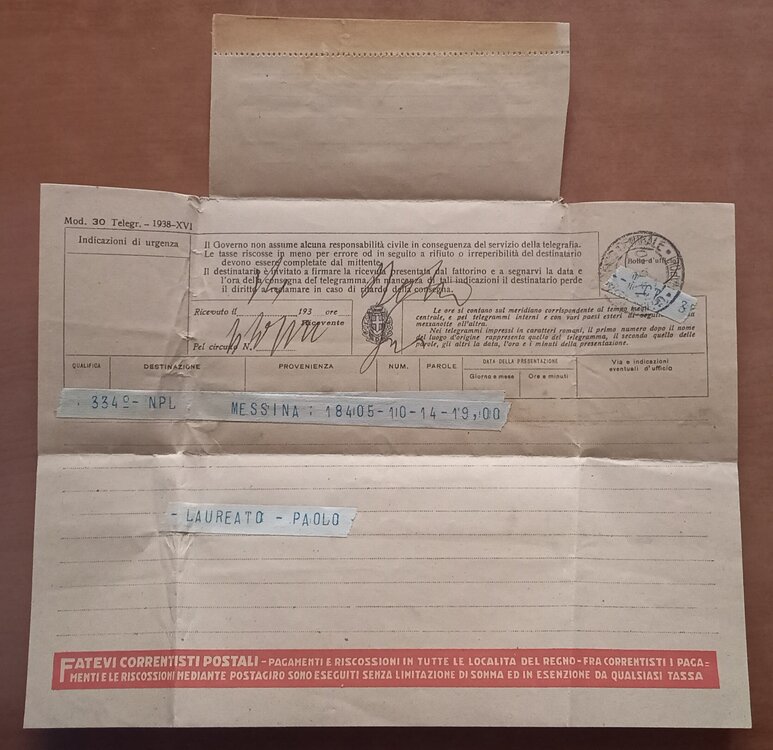 Mod. 30 Telegr. - 1938-XVI
Indicazioni di urgenza
Il Governo non assume alcuna responsabilità civile in conseguenza del servizio della telegrafia.
Le tasse riscosse in meno per errore od in seguito a rifiuto o irreperibilità del destinatario
devono essere completate dal mittente.
Il destinatario è invitato a firmare la ricevuta presentata dal fattorino e a segnarvi la data e
l'ora della consegna del telegramma, in mancanza di tali indicazioni il destinatario perde
il diritto a reclamare in caso di ritardo della consegna.
Bollo d'ufficio
Ricevuto il 193 ore
Ricevente
Pel circuito N.
Le ore si contano sul meridiano corrispondente al tempo medio
centrale, e pei telegrammi interni e con vari paesi esteri di seguito
mezzanotte all'altra.
Nei telegrammi impressi in caratteri romani, il primo numero dopo il nome
del luogo d'origine rappresenta quello del telegramma, il secondo quello delle
parole, gli altri la data, l'ora e i minuti della presentazione.
QUALIFICA DESTINAZIONE PROVENIENZA NUM. PAROLE DATA DELLA PRESENTAZIONE Giorno e mese Ore e minuti Via e indicazioni eventuali d'ufficio
. 334º- NPL MESSINA : 18405-10-14-19,00
- LAUREATO - PAOLO
FATEVI CORRENTISTI POSTALI - PAGAMENTI E RISCOSSIONI IN TUTTE LE LOCALITÀ DEL REGNO - FRA CORRENTISTI I PAGA=
MENTI E LE RISCOSSIONI MEDIANTE POSTAGIRO SONO ESEGUITI SENZA LIMITAZIONE DI SOMMA ED IN ESENZIONE DA QUALSIASI TASSA